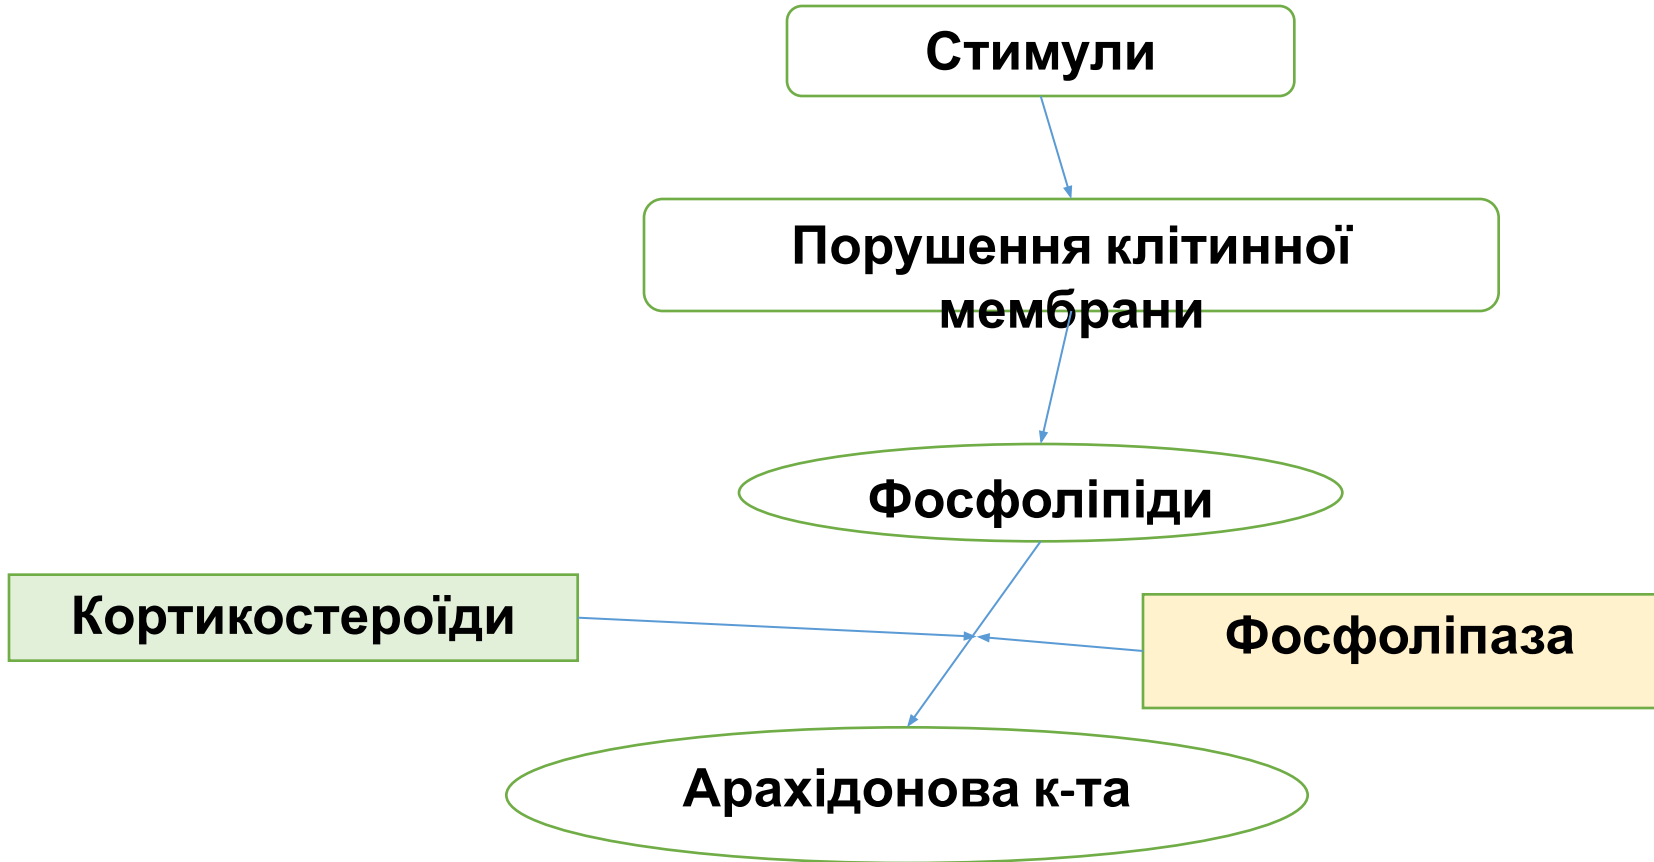 Стимули
Порушення клітинної
мембрани
Фосфоліпіди
Кортикостероїди
Фосфоліпаза
Арахідонова к-та